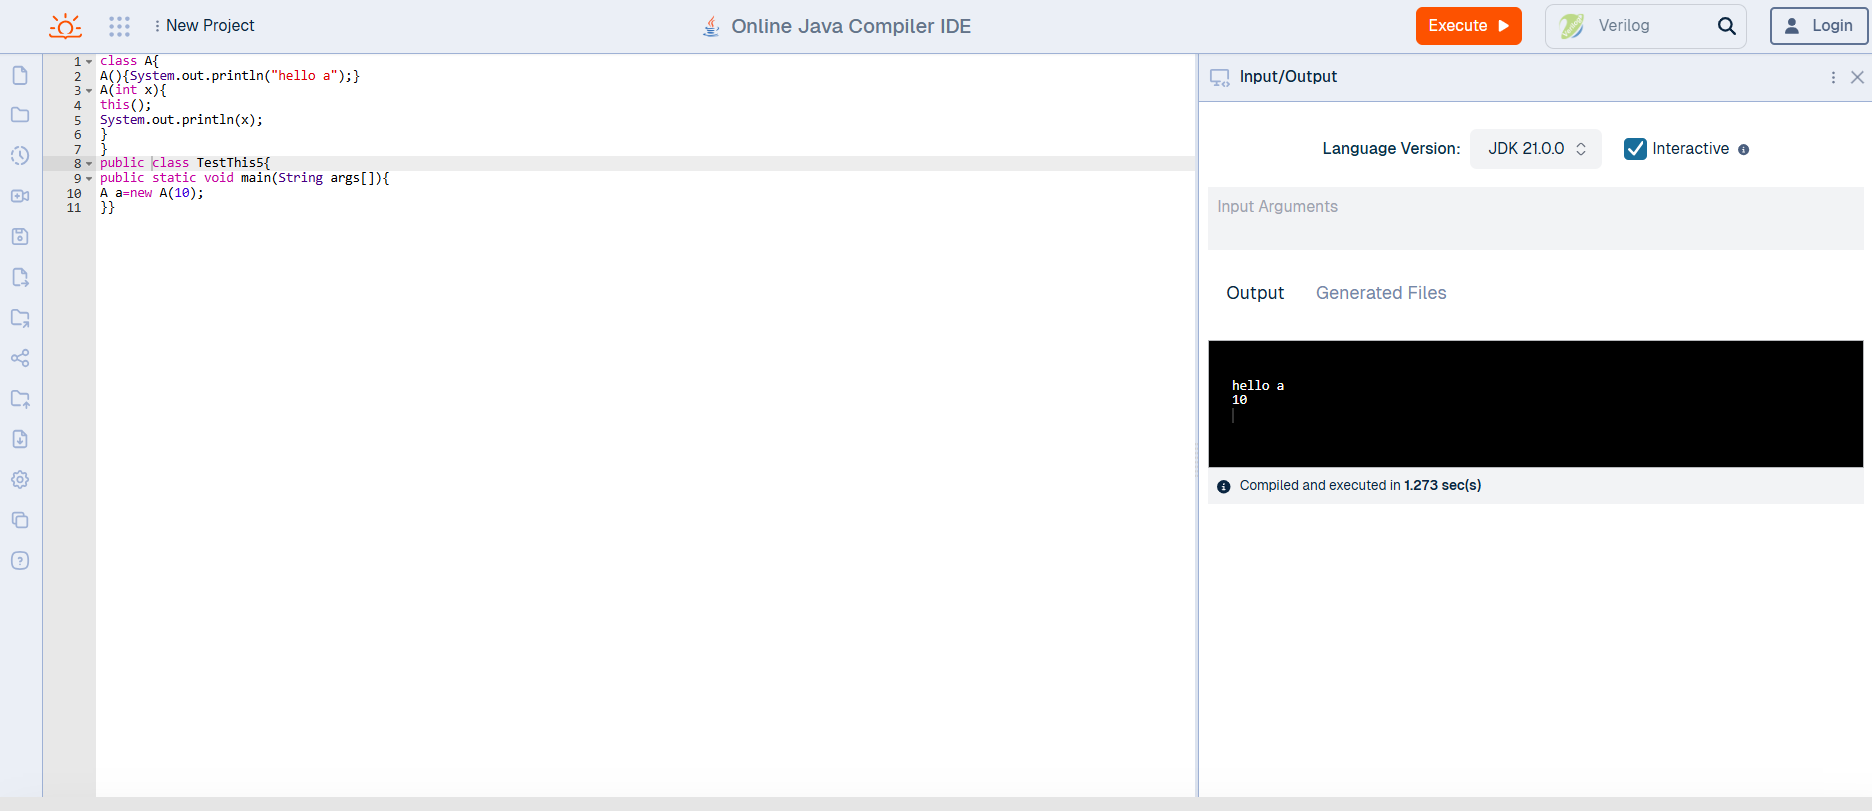 New Project
Online Java Compiler IDE
Execute
Verilog
Login
1 class A{
2 A(){System.out.println("hello a");}
3 A(int x){
4 this();
5 System.out.println(x);
6 }
7 }
8 public class TestThis5{
9 public static void main(String args[]){
10 A a=new A(10);
11 }}
Input/Output
Language Version: JDK 21.0.0 Interactive
Input Arguments
Output Generated Files
hello a
10
Compiled and executed in 1.273 sec(s)